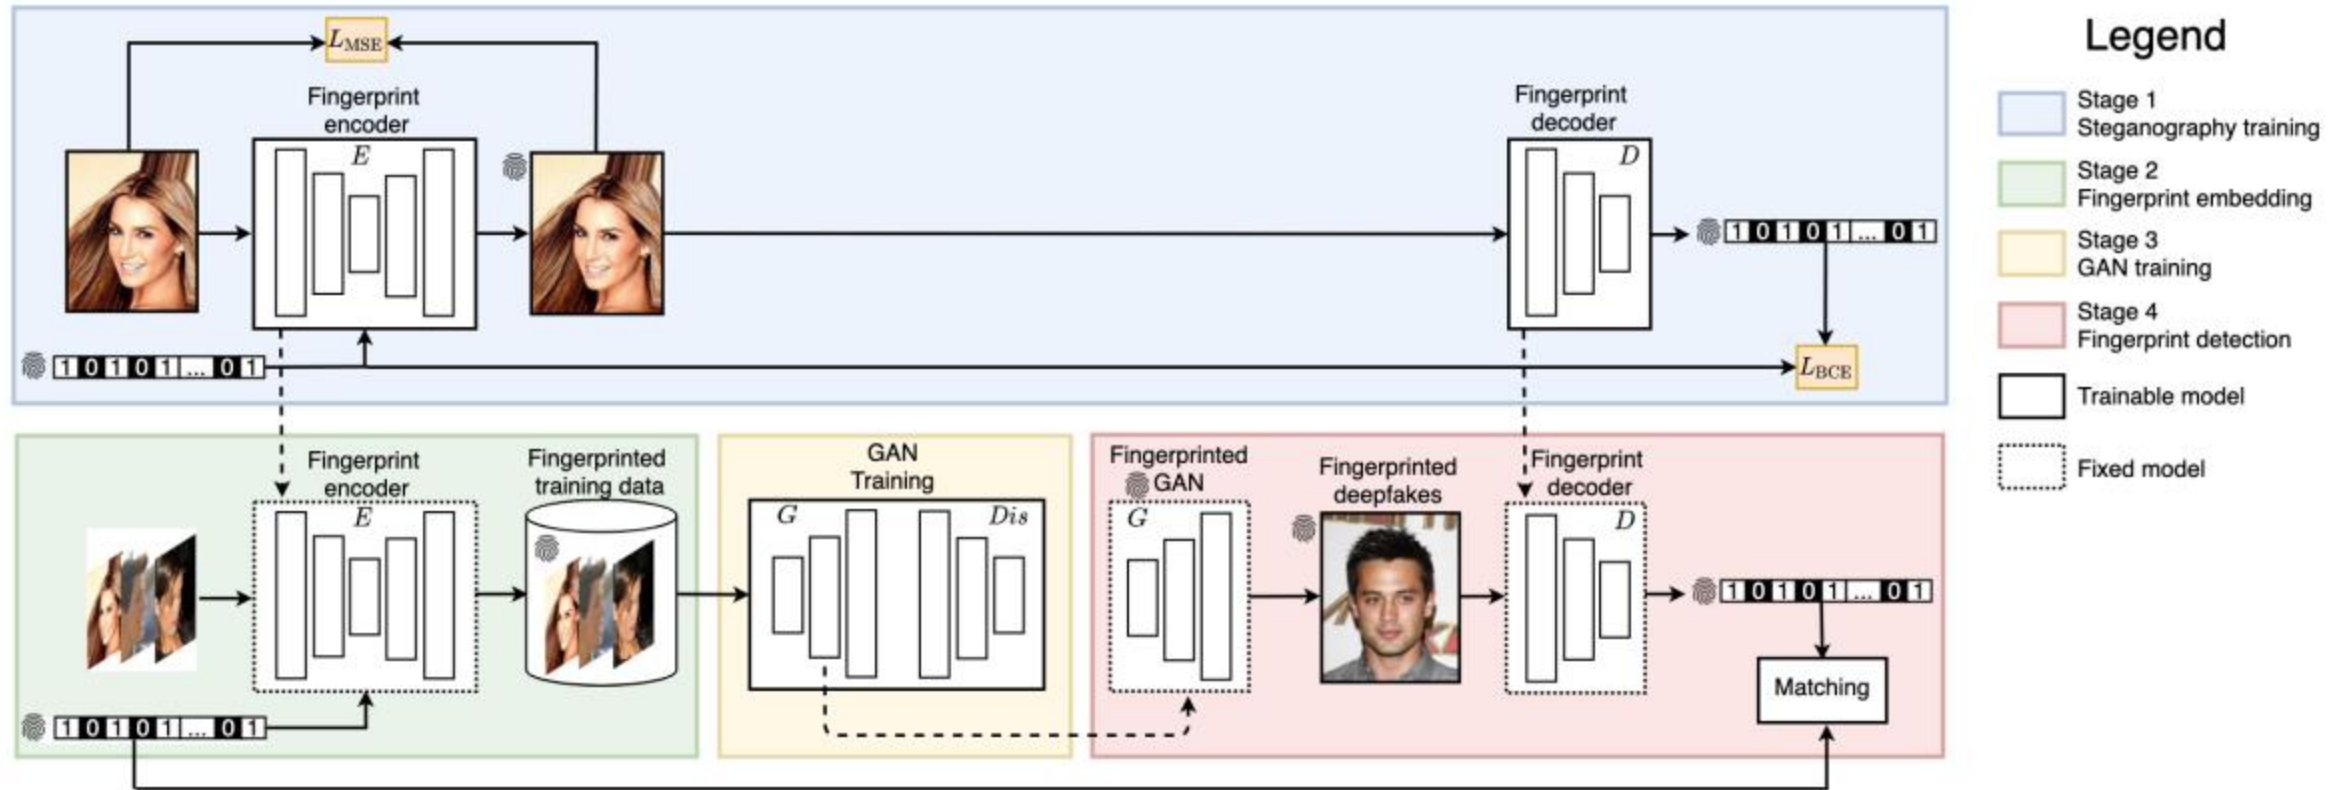 L_MSE
Fingerprint
encoder
E
Fingerprint
decoder
D
1 0 1 0 1 ... 0 1
1 0 1 0 1 ... 0 1
L_BCE
Fingerprint
encoder
E
Fingerprinted
training data
1 0 1 0 1 ... 0 1
GAN
Training
G
Dis
Fingerprinted
GAN
G
Fingerprinted
deepfakes
Fingerprint
decoder
D
1 0 1 0 1 ... 0 1
Matching
Legend
Stage 1
Steganography training
Stage 2
Fingerprint embedding
Stage 3
GAN training
Stage 4
Fingerprint detection
Trainable model
Fixed model